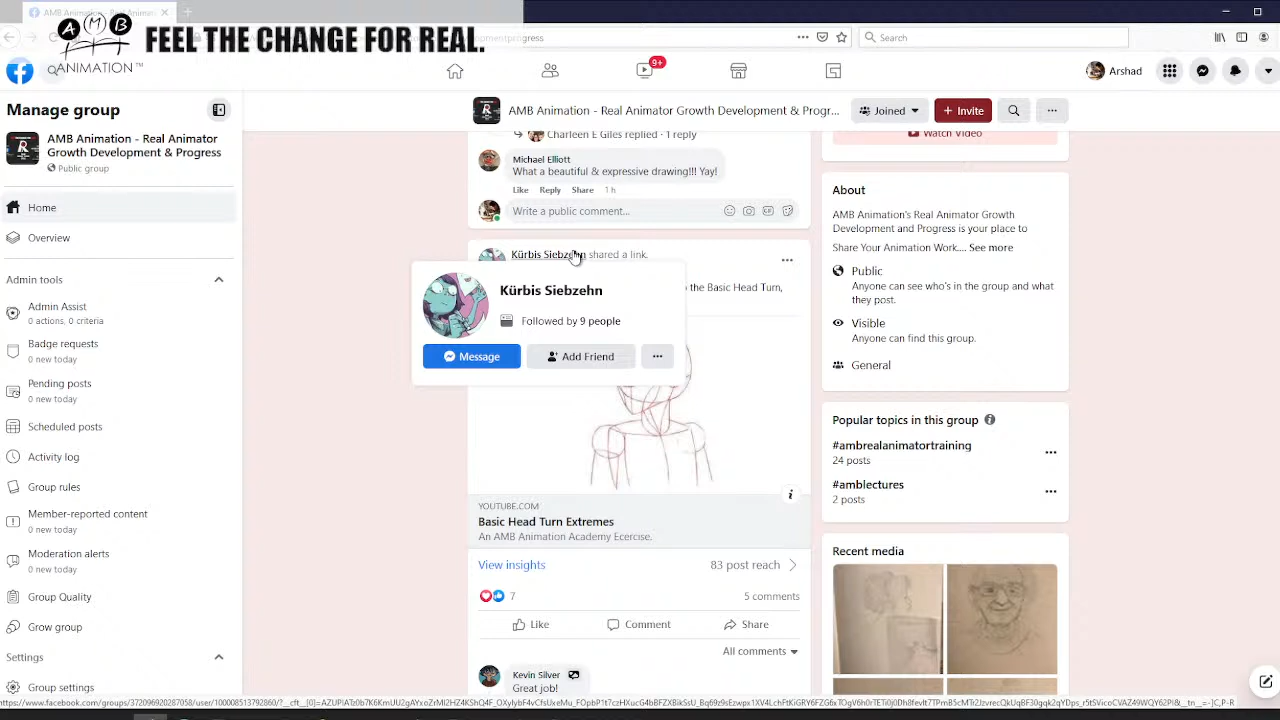 AMB Animation - Real Animat
AMB
ANIMATION™
FEEL THE CHANGE FOR REAL.
entprogress
Search
9+
Arshad
Manage group
AMB Animation - Real Animator
Growth Development & Progress
Public group
Home
Overview
Admin tools
Admin Assist
0 actions, 0 criteria
Badge requests
0 new today
Pending posts
0 new today
Scheduled posts
Activity log
Group rules
Member-reported content
0 new today
Moderation alerts
0 new today
Group Quality
Grow group
Settings
Group settings
AMB Animation - Real Animator Growth Development & Progr...
Joined
+ Invite
Charleen E Giles replied · 1 reply
Michael Elliott
What a beautiful & expressive drawing!!! Yay!
Like Reply Share 1 h
Write a public comment...
GIF
Kürbis Siebzehn shared a link.
the Basic Head Turn,
Kürbis Siebzehn
Followed by 9 people
Message
Add Friend
YOUTUBE.COM
Basic Head Turn Extremes
An AMB Animation Academy Ecercise.
View insights
83 post reach
7
5 comments
Like
Comment
Share
All comments
Kevin Silver
Great job!
Watch Video
About
AMB Animation's Real Animator Growth
Development and Progress is your place to
Share Your Animation Work.... See more
Public
Anyone can see who's in the group and what
they post.
Visible
Anyone can find this group.
General
Popular topics in this group
#ambrealanimatortraining
24 posts
#amblectures
2 posts
Recent media